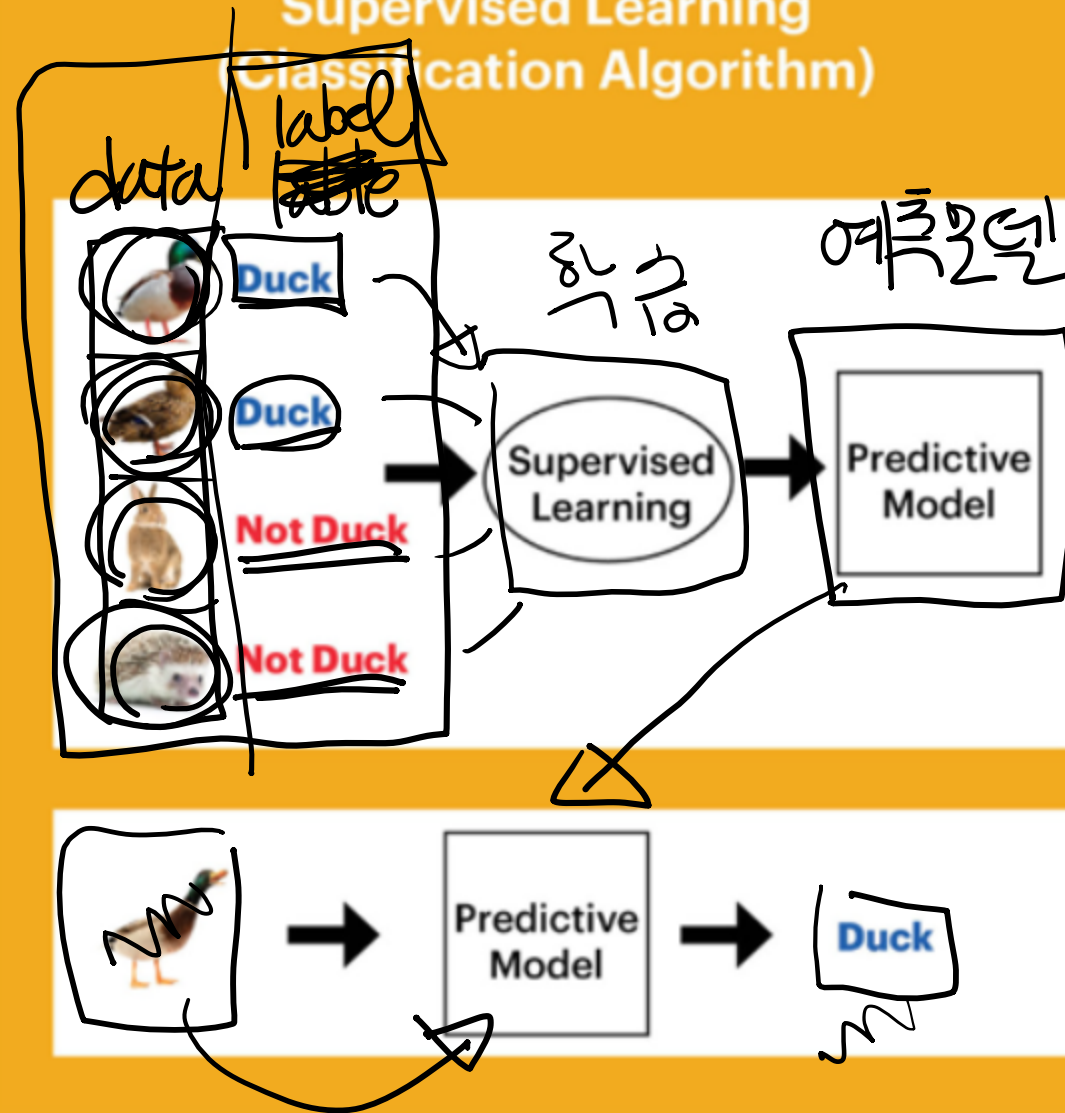 Supervised Learning
(Classification Algorithm)
data
label
Duck
Duck
Not Duck
Not Duck
학습
Supervised
Learning
예측모델
Predictive
Model
Predictive
Model
Duck